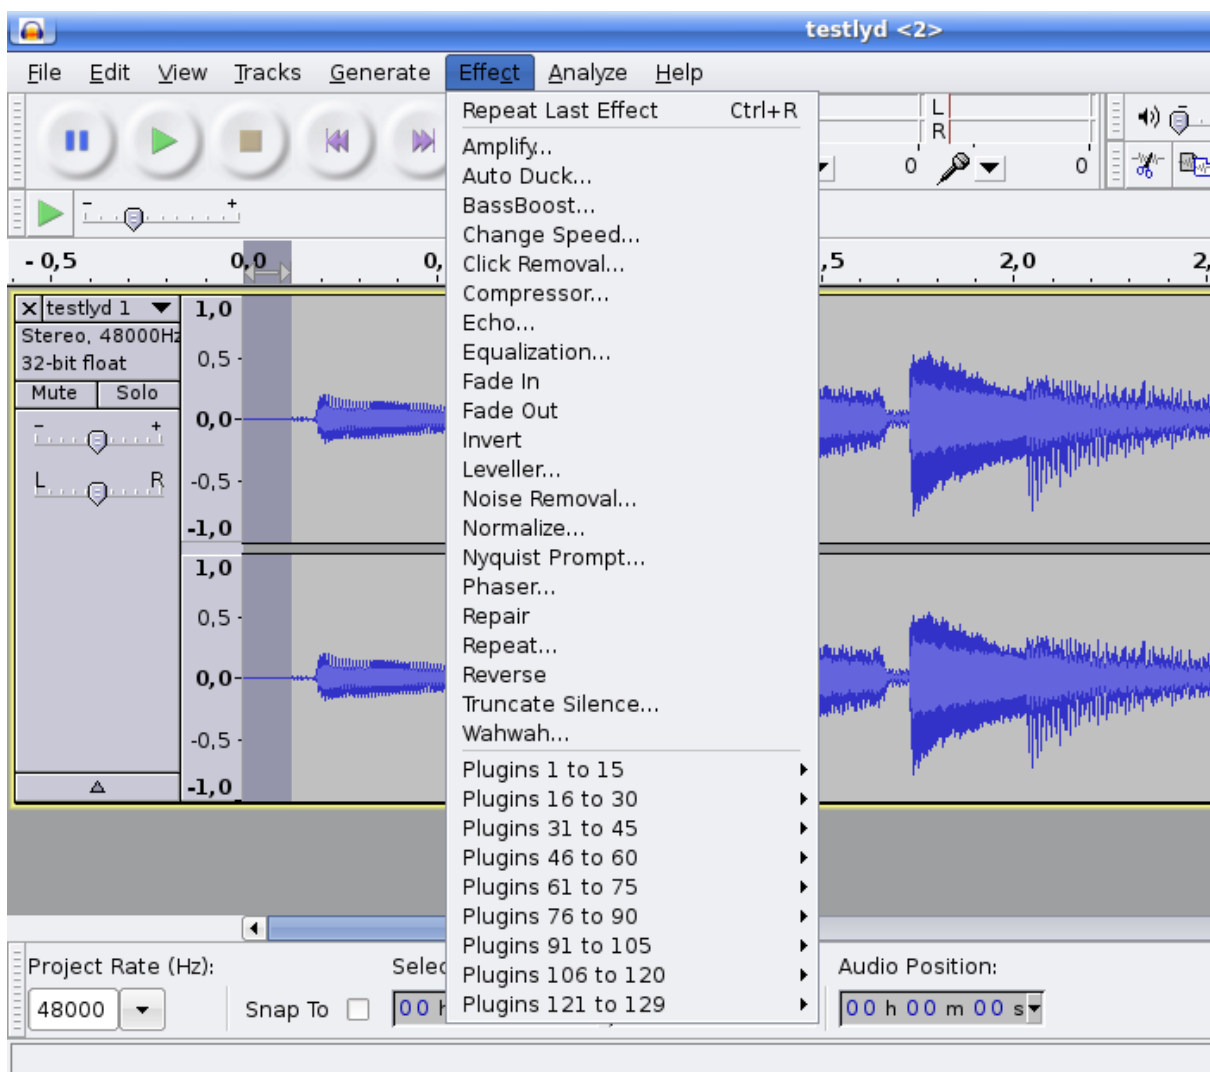 testlyd <2>
File Edit View Tracks Generate Effect Analyze Help
Repeat Last Effect Ctrl+R
Amplify...
Auto Duck...
BassBoost...
Change Speed...
Click Removal...
Compressor...
Echo...
Equalization...
Fade In
Fade Out
Invert
Leveller...
Noise Removal...
Normalize...
Nyquist Prompt...
Phaser...
Repair
Repeat...
Reverse
Truncate Silence...
Wahwah...
Plugins 1 to 15
Plugins 16 to 30
Plugins 31 to 45
Plugins 46 to 60
Plugins 61 to 75
Plugins 76 to 90
Plugins 91 to 105
Plugins 106 to 120
Plugins 121 to 129
L
R
0 0
- +
- 0,5 0,0 0, ,5 2,0 2,
testlyd 1
Stereo, 48000Hz
32-bit float
Mute Solo
- +
L R
1,0
0,5
0,0
-0,5
-1,0
1,0
0,5
0,0
-0,5
-1,0
Project Rate (Hz):
48000
Snap To
Selec
00 h
Audio Position:
00 h 00 m 00 s